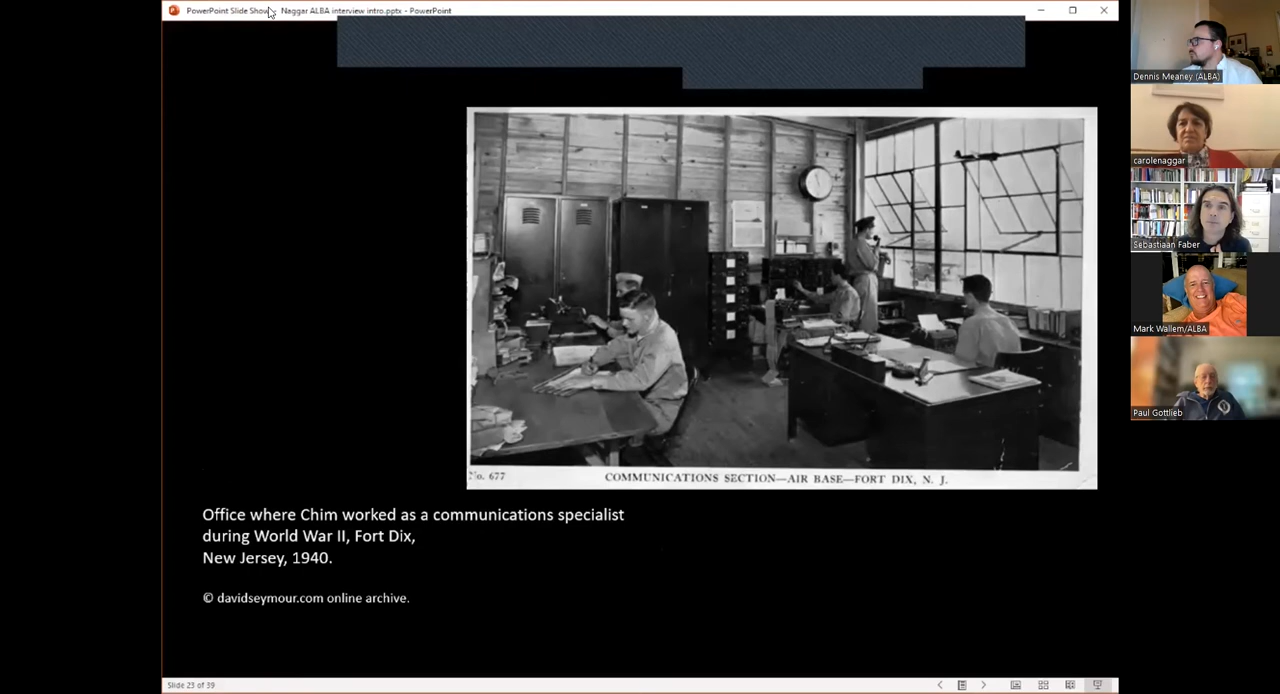 PowerPoint Slide Show - Naggar ALBA interview intro.pptx - PowerPoint
No. 677
COMMUNICATIONS SECTION—AIR BASE—FORT DIX, N. J.
Office where Chim worked as a communications specialist
during World War II, Fort Dix,
New Jersey, 1940.
© davidseymour.com online archive.
Slide 23 of 39
Dennis Meaney (ALBA)
carolenaggar
Sebastiaan Faber
Mark Wallem/ALBA
Paul Gottlieb